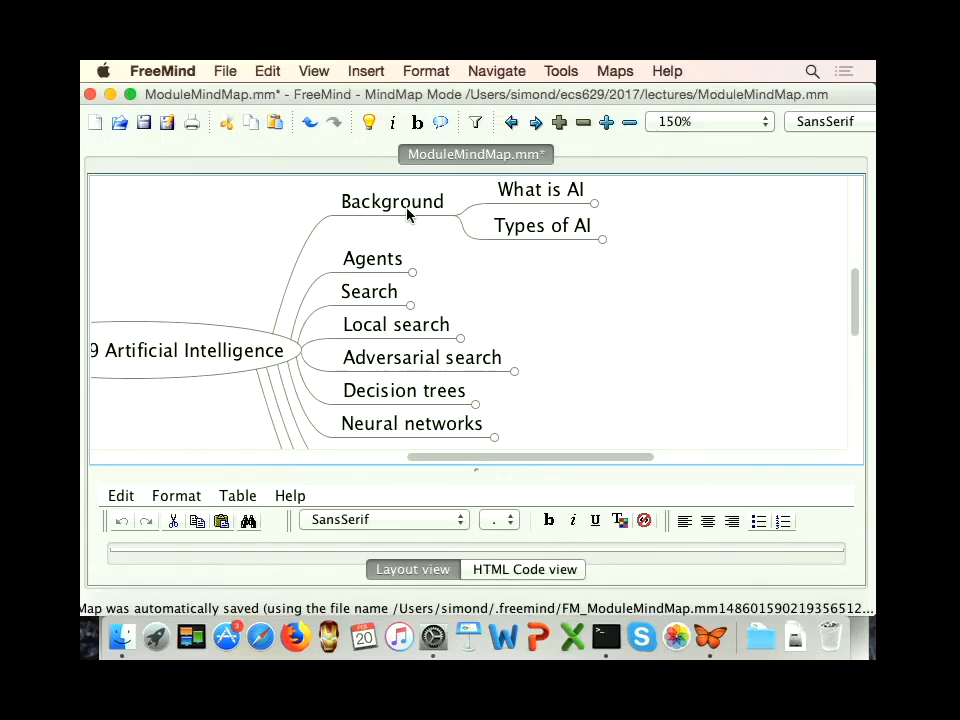 FreeMind File Edit View Insert Format Navigate Tools Maps Help
ModuleMindMap.mm* - FreeMind - MindMap Mode /Users/simond/ecs629/2017/lectures/ModuleMindMap.mm
i b 150% SansSerif
ModuleMindMap.mm*
Background
What is AI
Types of AI
Agents
Search
Local search
9 Artificial Intelligence
Adversarial search
Decision trees
Neural networks
Edit Format Table Help
SansSerif . b i U T
Layout view HTML Code view
Map was automatically saved (using the file name /Users/simond/.freemind/FM_ModuleMindMap.mm148601590219356512...
3 FEB 20 W P X >_ S